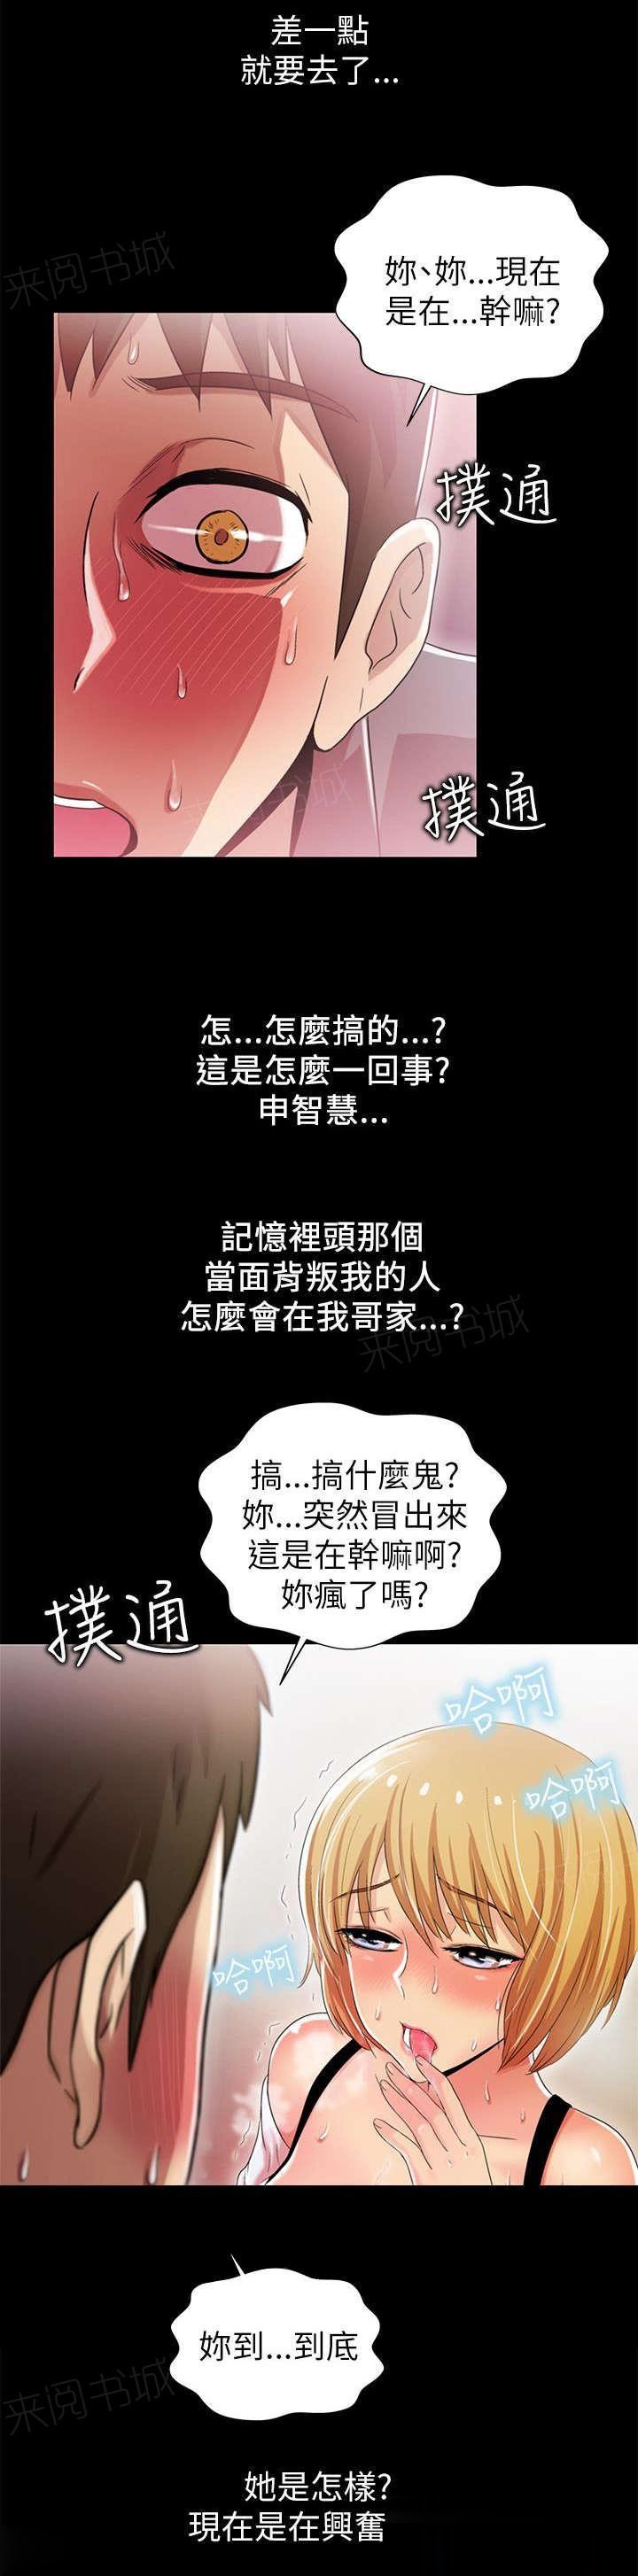 差一點
就要去了...
来阅书城
妳、妳...現在
是在...幹嘛?
撲通
来阅书城
撲通
怎...怎麼搞的...?
這是怎麼一回事?
申智慧...
記憶裡頭那個
當面背叛我的人
怎麼會在我哥家...?
来阅书城
搞...搞什麼鬼?
妳...突然冒出來
這是在幹嘛啊?
妳瘋了嗎?
撲通
哈啊
哈啊
哈啊
妳到...到底
来阅书城
她是怎樣?
現在是在興奮